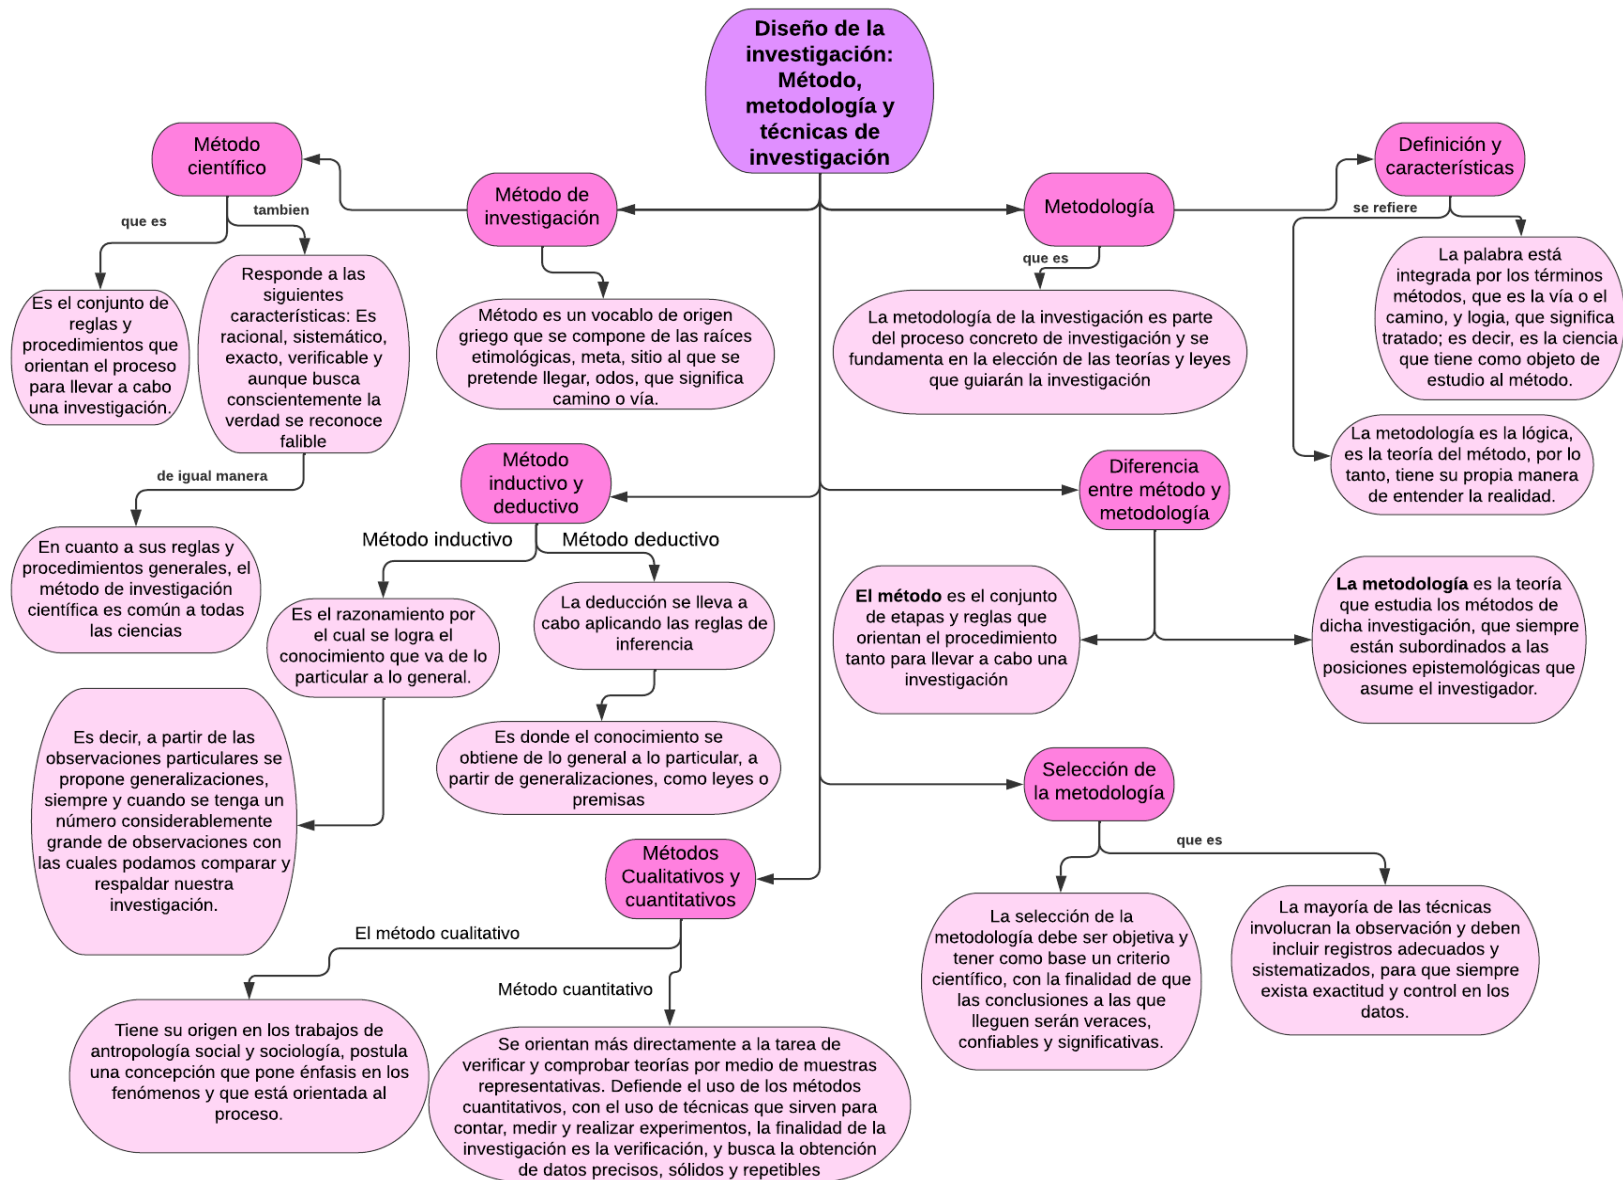 Diseño de la
investigación:
Método,
metodología y
técnicas de
investigación
Método
científico
que es
tambien
Es el conjunto de
reglas y
procedimientos que
orientan el proceso
para llevar a cabo
una investigación.
Responde a las
siguientes
características: Es
racional, sistemático,
exacto, verificable y
aunque busca
conscientemente la
verdad se reconoce
falible
de igual manera
En cuanto a sus reglas y
procedimientos generales, el
método de investigación
científica es común a todas
las ciencias
Método de
investigación
Método es un vocablo de origen
griego que se compone de las raíces
etimológicas, meta, sitio al que se
pretende llegar, odos, que significa
camino o vía.
Metodología
que es
La metodología de la investigación es parte
del proceso concreto de investigación y se
fundamenta en la elección de las teorías y leyes
que guiarán la investigación
Definición y
características
se refiere
La palabra está
integrada por los términos
métodos, que es la vía o el
camino, y logia, que significa
tratado; es decir, es la ciencia
que tiene como objeto de
estudio al método.
La metodología es la lógica,
es la teoría del método, por lo
tanto, tiene su propia manera
de entender la realidad.
Método
inductivo y
deductivo
Método inductivo
Método deductivo
Es el razonamiento por
el cual se logra el
conocimiento que va de lo
particular a lo general.
La deducción se lleva a
cabo aplicando las reglas de
inferencia
Es decir, a partir de las
observaciones particulares se
propone generalizaciones,
siempre y cuando se tenga un
número considerablemente
grande de observaciones con
las cuales podamos comparar y
respaldar nuestra
investigación.
Es donde el conocimiento se
obtiene de lo general a lo particular, a
partir de generalizaciones, como leyes o
premisas
Diferencia
entre método y
metodología
El método es el conjunto
de etapas y reglas que
orientan el procedimiento
tanto para llevar a cabo una
investigación
La metodología es la teoría
que estudia los métodos de
dicha investigación, que siempre
están subordinados a las
posiciones epistemológicas que
asume el investigador.
Selección de
la metodología
que es
La selección de la
metodología debe ser objetiva y
tener como base un criterio
científico, con la finalidad de que
las conclusiones a las que
lleguen serán veraces,
confiables y significativas.
La mayoría de las técnicas
involucran la observación y deben
incluir registros adecuados y
sistematizados, para que siempre
exista exactitud y control en los
datos.
Métodos
Cualitativos y
cuantitativos
El método cualitativo
Método cuantitativo
Tiene su origen en los trabajos de
antropología social y sociología, postula
una concepción que pone énfasis en los
fenómenos y que está orientada al
proceso.
Se orientan más directamente a la tarea de
verificar y comprobar teorías por medio de muestras
representativas. Defiende el uso de los métodos
cuantitativos, con el uso de técnicas que sirven para
contar, medir y realizar experimentos, la finalidad de la
investigación es la verificación, y busca la obtención
de datos precisos, sólidos y repetibles